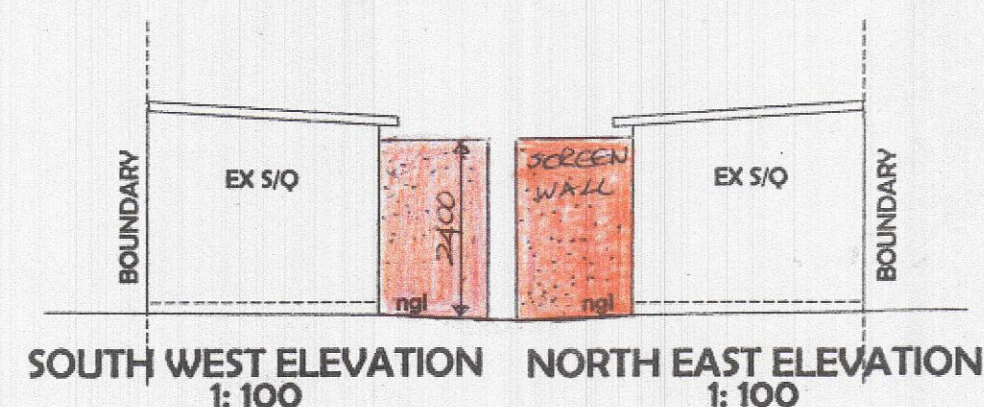 BOUNDARY
EX S/Q
2400
ngl
SCREEN
WALL
ngl
EX S/Q
BOUNDARY
SOUTH WEST ELEVATION
1: 100
NORTH EAST ELEVATION
1: 100